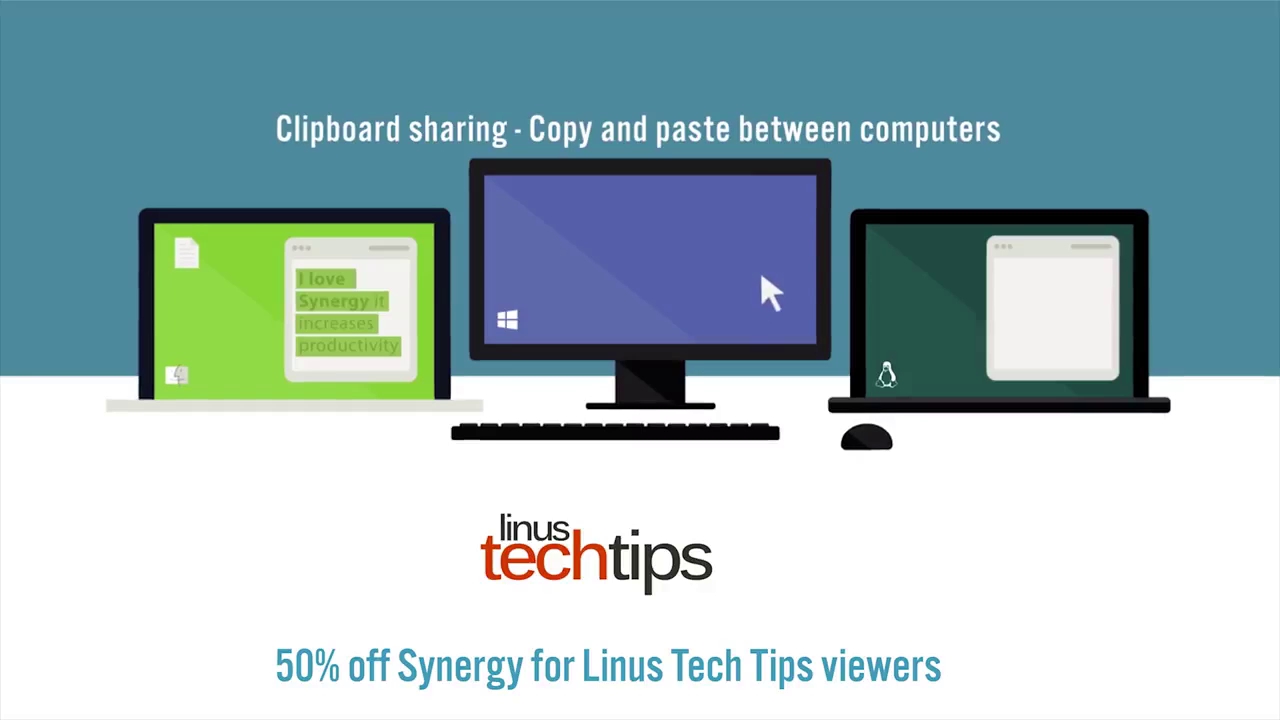 Clipboard sharing - Copy and paste between computers
I love
Synergy it
increases
productivity
linus
techtips
50% off Synergy for Linus Tech Tips viewers